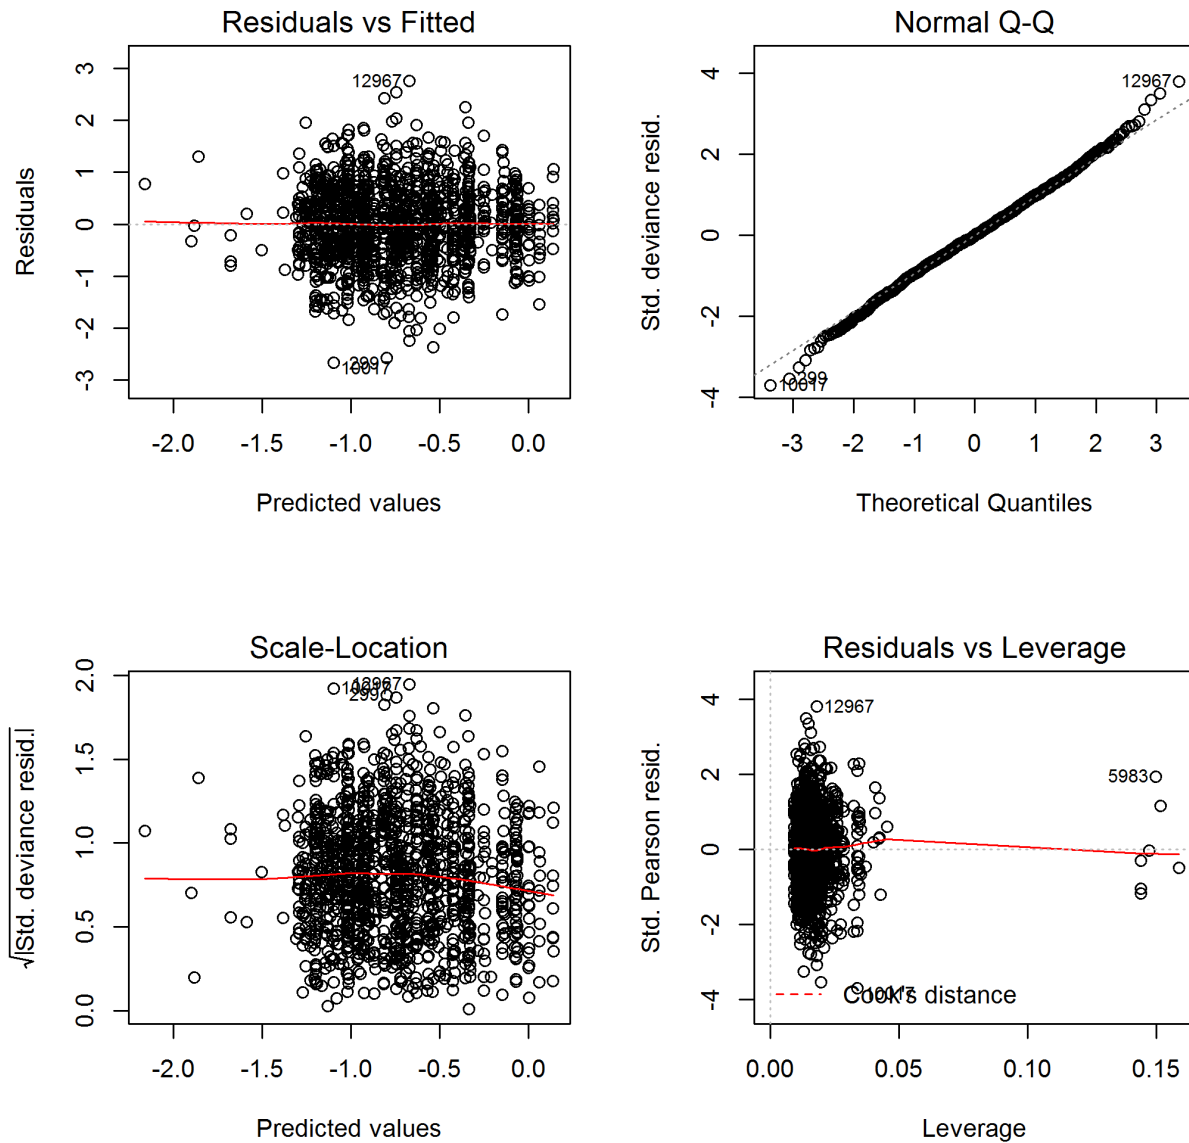 Residuals vs Fitted
Residuals
3
2
1
0
-1
-2
-3
12967
299
10017
-2.0 -1.5 -1.0 -0.5 0.0
Predicted values
Normal Q-Q
Std. deviance resid.
4
2
0
-2
-4
12967
299
10017
-3 -2 -1 0 1 2 3
Theoretical Quantiles
Scale-Location
√|Std. deviance resid.|
2.0
1.5
1.0
0.5
0.0
12967
10017
299
-2.0 -1.5 -1.0 -0.5 0.0
Predicted values
Residuals vs Leverage
Std. Pearson resid.
4
2
0
-2
-4
12967
5983
10017
Cook's distance
0.00 0.05 0.10 0.15
Leverage